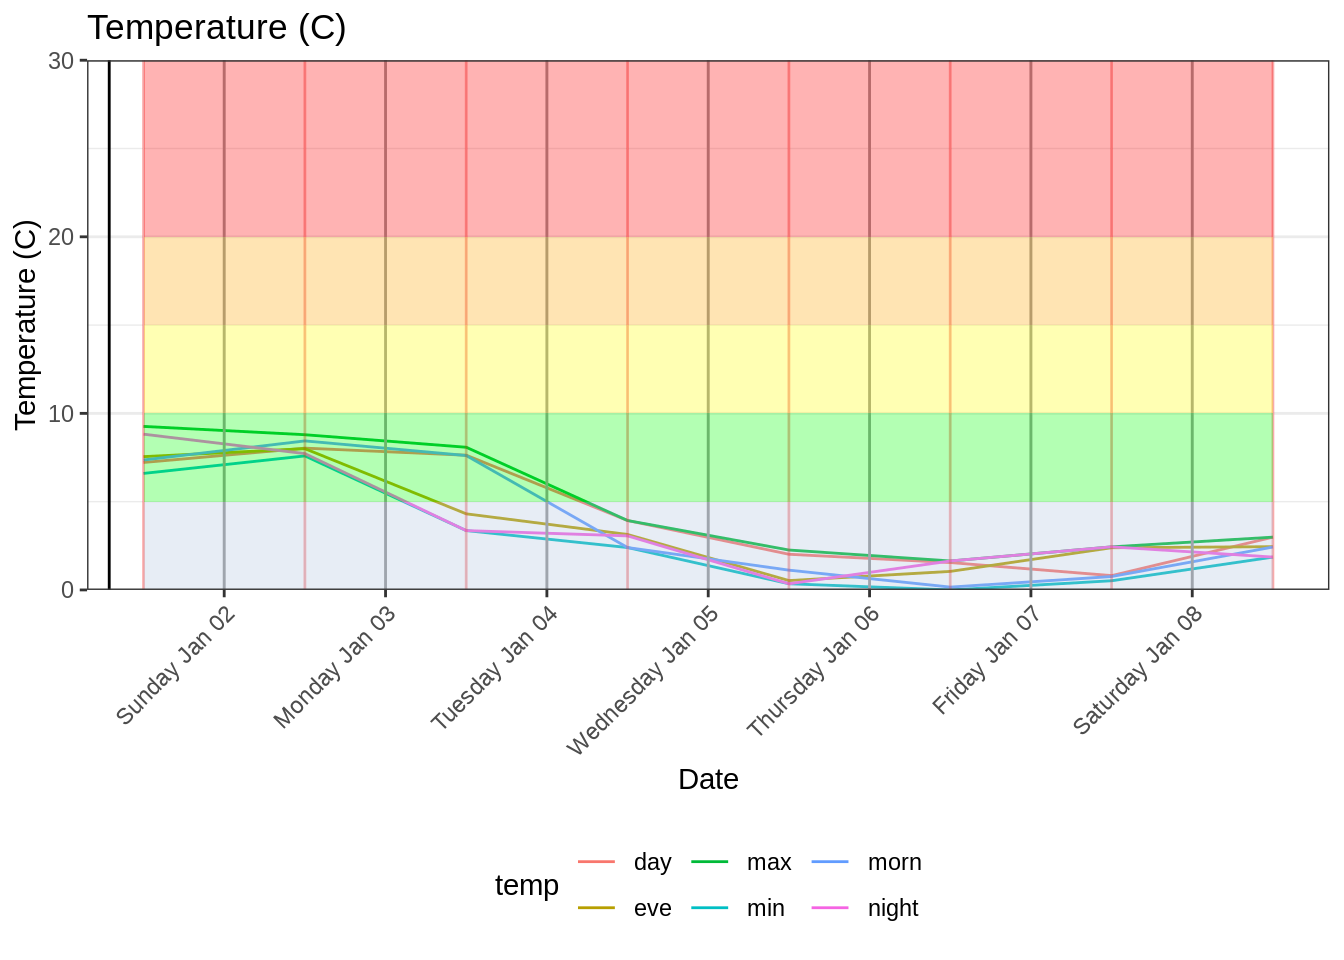 Temperature (C)
30
20
10
0
Temperature (C)
Sunday Jan 02
Monday Jan 03
Tuesday Jan 04
Wednesday Jan 05
Thursday Jan 06
Friday Jan 07
Saturday Jan 08
Date
temp
day max morn
eve min night